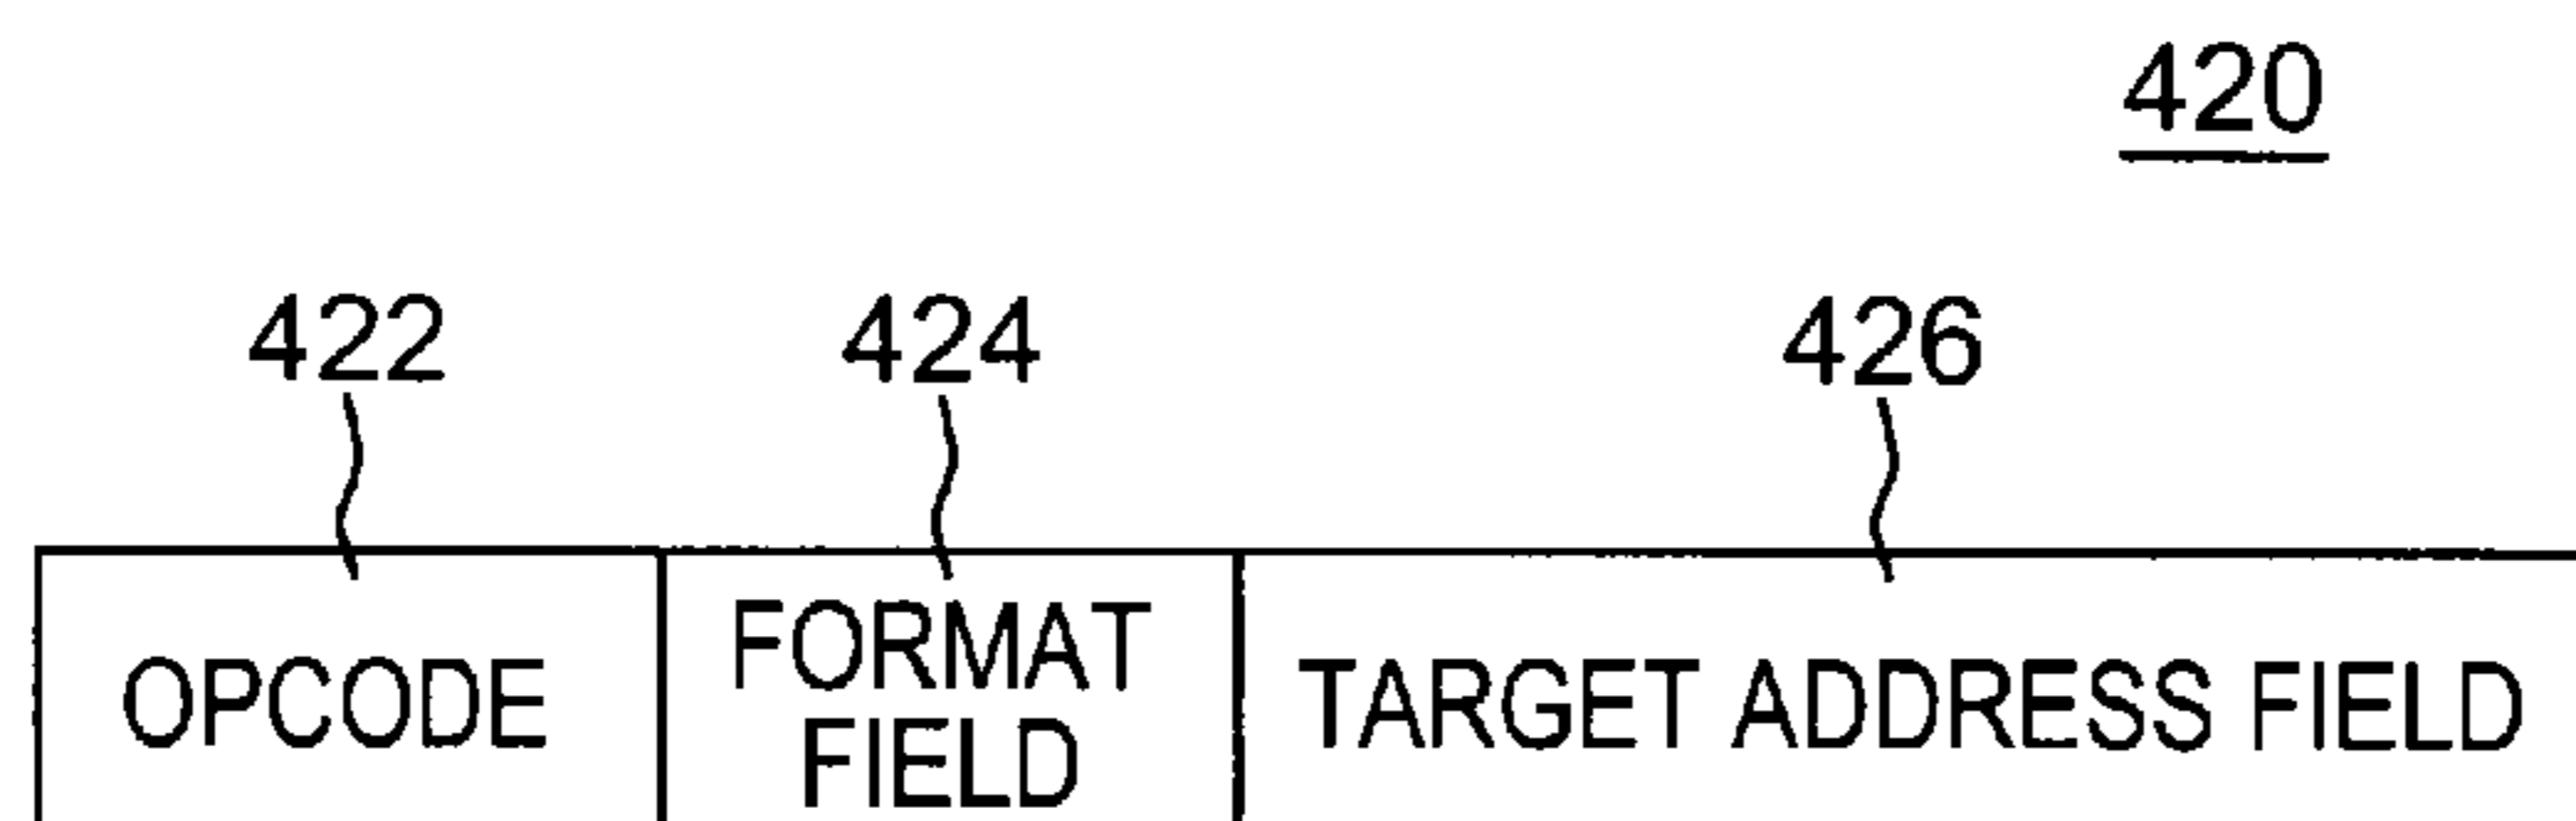 420
422 424 426
OPCODE FORMAT FIELD TARGET ADDRESS FIELD